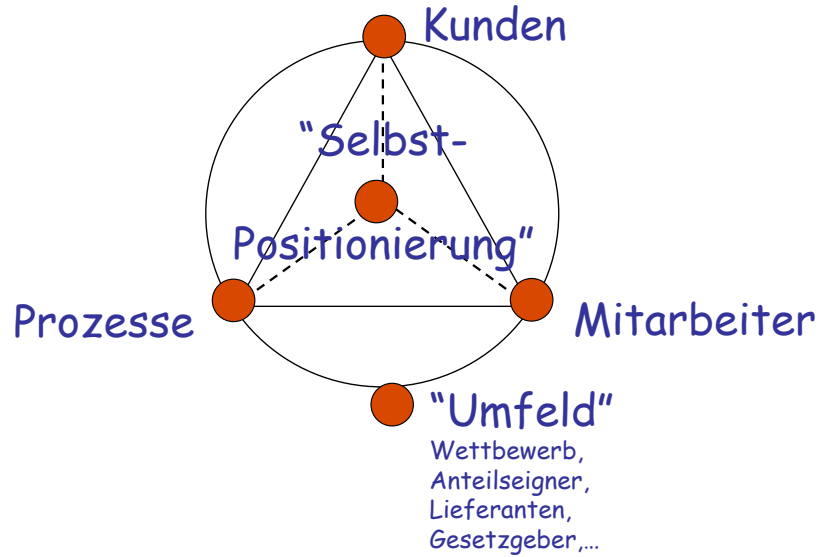 Kunden
“Selbst-
Positionierung”
Prozesse
Mitarbeiter
“Umfeld”
Wettbewerb,
Anteilseigner,
Lieferanten,
Gesetzgeber,…